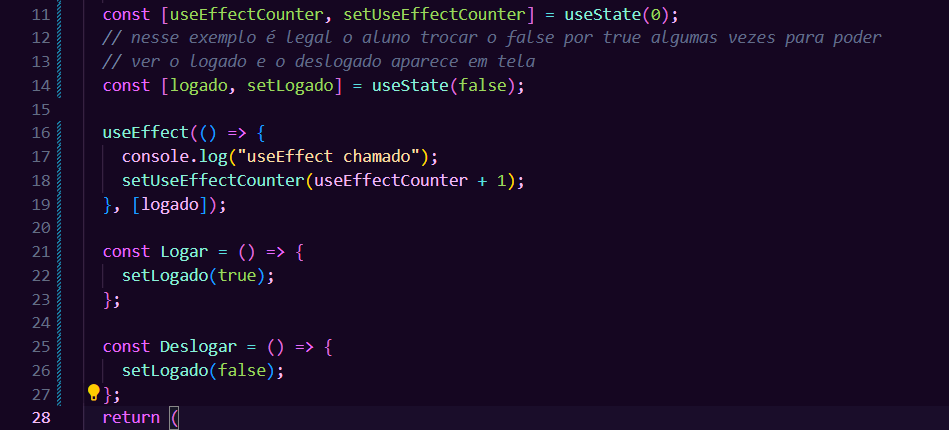 11 const [useEffectCounter, setUseEffectCounter] = useState(0);
12 // nesse exemplo é legal o aluno trocar o false por true algumas vezes para poder
13 // ver o logado e o deslogado aparece em tela
14 const [logado, setLogado] = useState(false);
15
16 useEffect(() => {
17 console.log("useEffect chamado");
18 setUseEffectCounter(useEffectCounter + 1);
19 }, [logado]);
20
21 const Logar = () => {
22 setLogado(true);
23 };
24
25 const Deslogar = () => {
26 setLogado(false);
27 };
28 return (